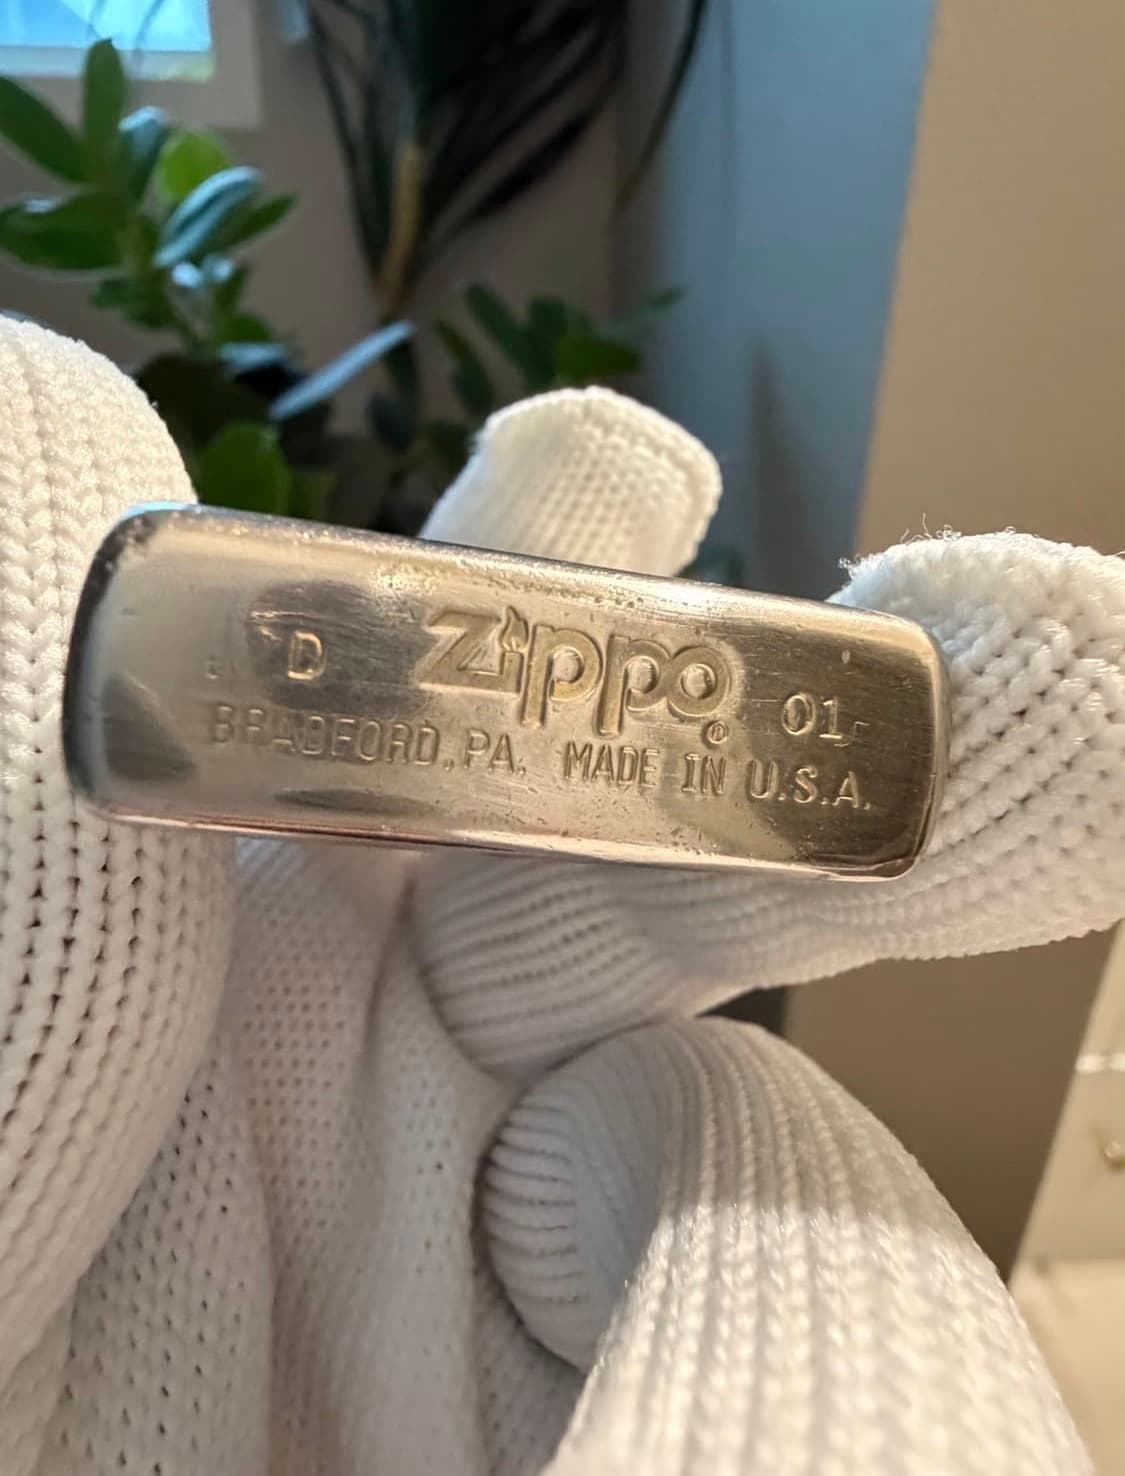 D Zippo® 01
BRADFORD, PA. MADE IN U.S.A.